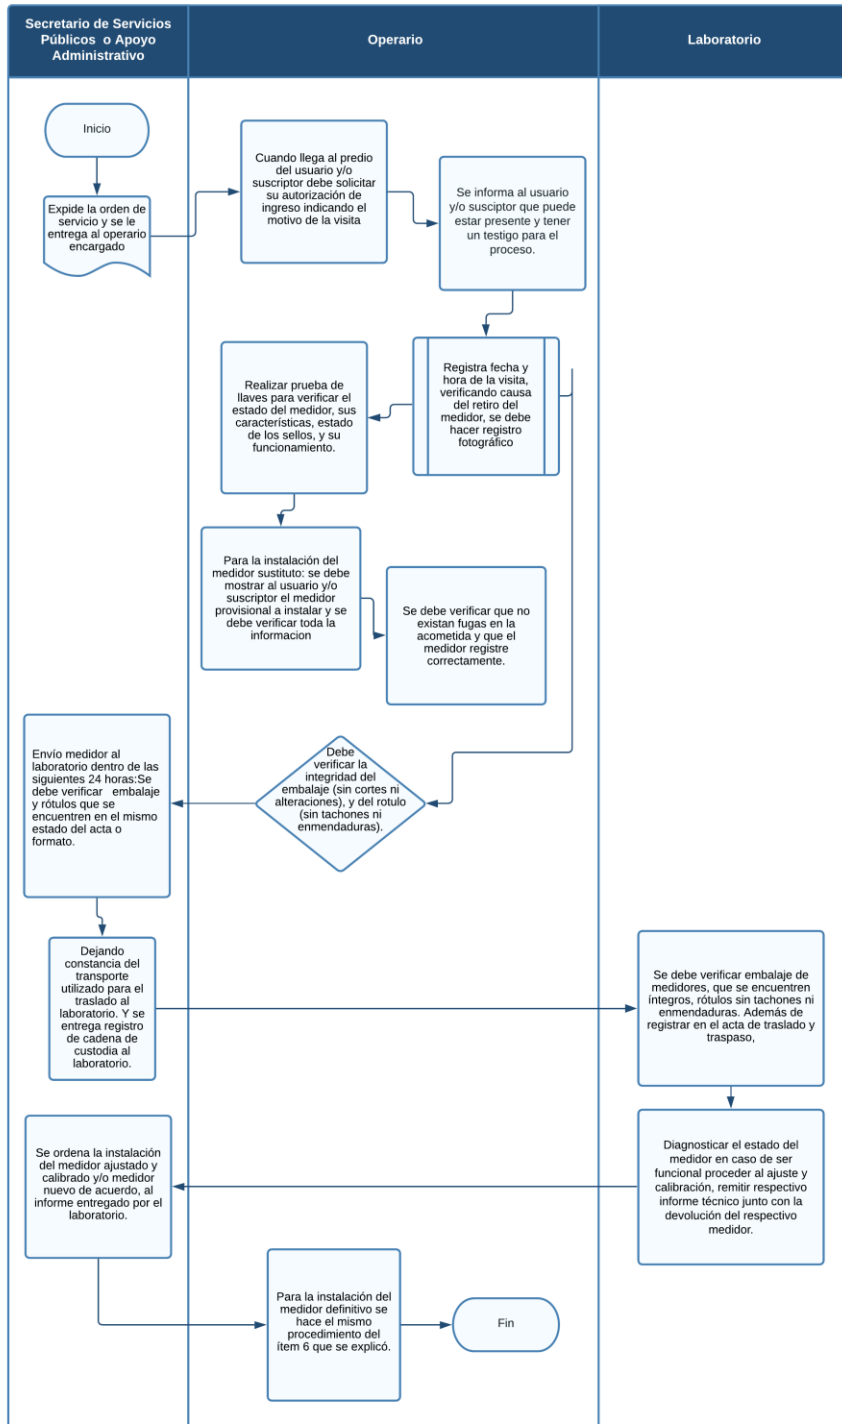 Secretario de Servicios
Públicos o Apoyo
Administrativo
Operario
Laboratorio
Inicio
Expide la orden de
servicio y se le
entrega al operario
encargado
Cuando llega al predio
del usuario y/o
suscriptor debe solicitar
su autorización de
ingreso indicando el
motivo de la visita
Se informa al usuario
y/o susciptor que puede
estar presente y tener
un testigo para el
proceso.
Registra fecha y
hora de la visita,
verificando causa
del retiro del
medidor, se debe
hacer registro
fotográfico
Realizar prueba de
llaves para verificar el
estado del medidor, sus
características, estado
de los sellos, y su
funcionamiento.
Para la instalación del
medidor sustituto: se debe
mostrar al usuario y/o
suscriptor el medidor
provisional a instalar y se
debe verificar toda la
informacion
Se debe verificar que no
existan fugas en la
acometida y que el
medidor registre
correctamente.
Debe
verificar la
integridad del
embalaje (sin cortes ni
alteraciones), y del rotulo
(sin tachones ni
enmendaduras).
Envío medidor al
laboratorio dentro de las
siguientes 24 horas:Se
debe verificar embalaje
y rótulos que se
encuentren en el mismo
estado del acta o
formato.
Dejando
constancia del
transporte
utilizado para el
traslado al
laboratorio. Y se
entrega registro
de cadena de
custodia al
laboratorio.
Se debe verificar embalaje de
medidores, que se encuentren
íntegros, rótulos sin tachones ni
enmendaduras. Además de
registrar en el acta de traslado y
traspaso,
Diagnosticar el estado del
medidor en caso de ser
funcional proceder al ajuste y
calibración, remitir respectivo
informe técnico junto con la
devolución del respectivo
medidor.
Se ordena la instalación
del medidor ajustado y
calibrado y/o medidor
nuevo de acuerdo, al
informe entregado por el
laboratorio.
Para la instalación del
medidor definitivo se
hace el mismo
procedimiento del
ítem 6 que se explicó.
Fin